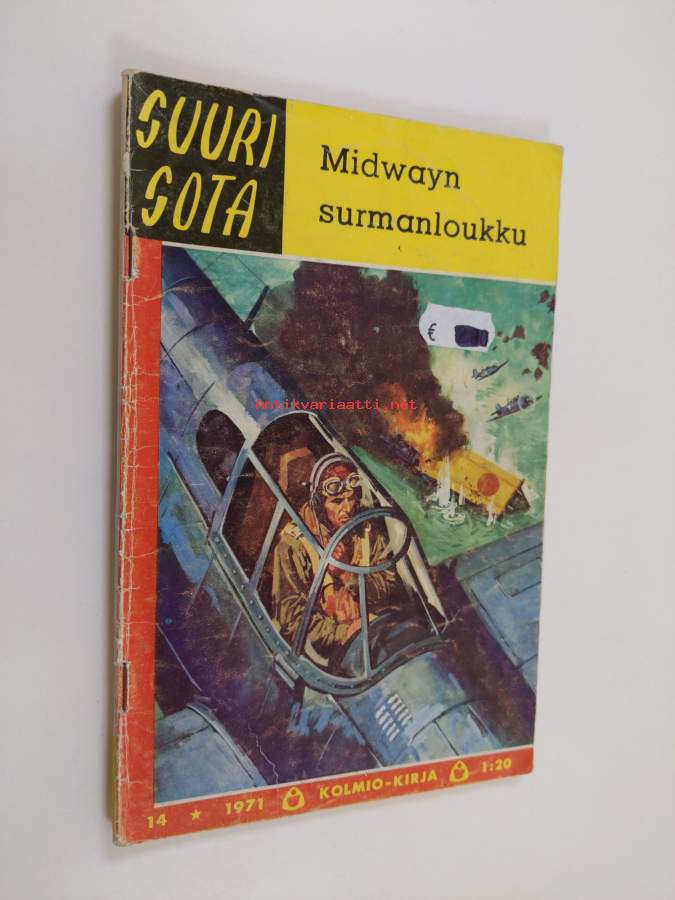 SUURI
SOTA
Midwayn
surmanloukku
€
Antikvariaatti.net
14 ★ 1971 KOLMIO-KIRJA 1:20